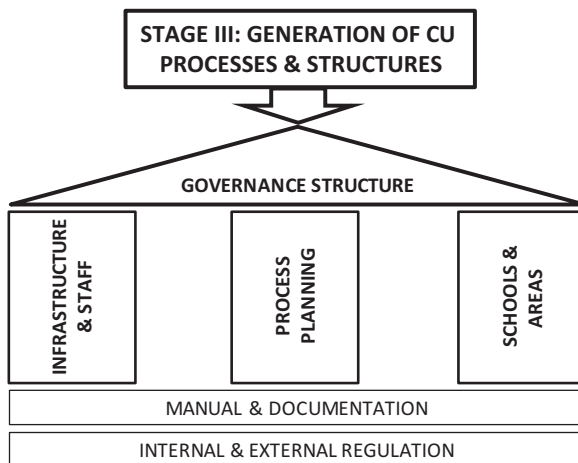 STAGE III: GENERATION OF CU
PROCESSES & STRUCTURES
GOVERNANCE STRUCTURE
INFRASTRUCTURE
& STAFF
PROCESS
PLANNING
SCHOOLS &
AREAS
MANUAL & DOCUMENTATION
INTERNAL & EXTERNAL REGULATION